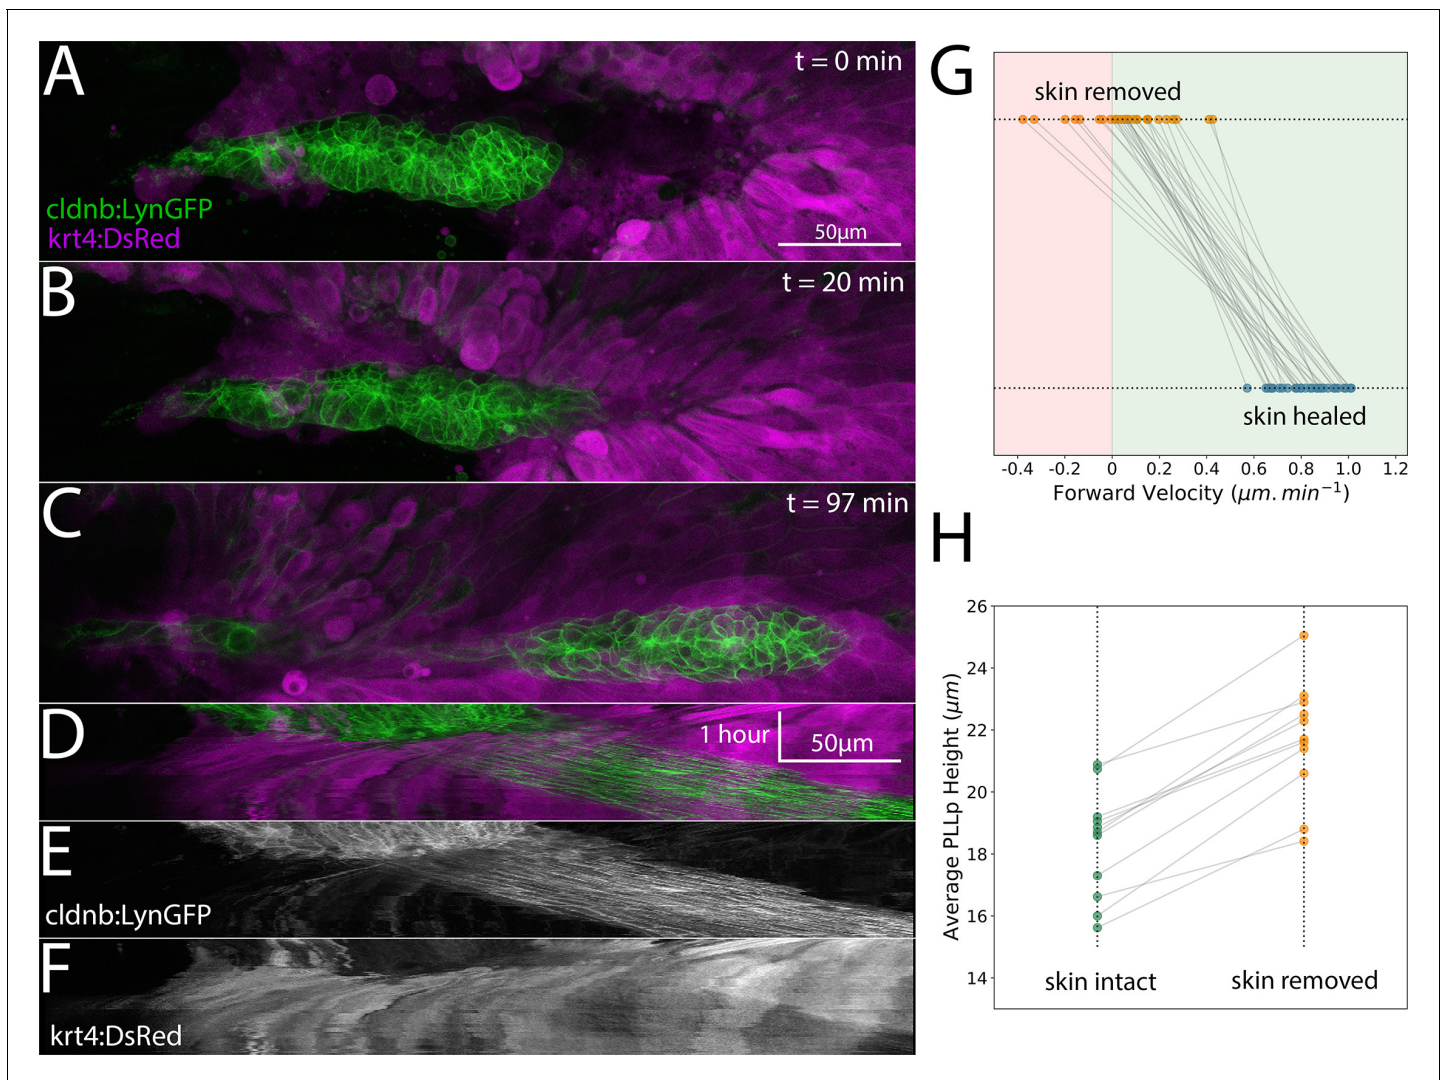 A
t = 0 min
cldnb:LynGFP
krt4:DsRed
50μm
B
t = 20 min
C
t = 97 min
D
1 hour
50μm
E
cldnb:LynGFP
F
krt4:DsRed
G
skin removed
skin healed
-0.4 -0.2 0 0.2 0.4 0.6 0.8 1.0 1.2
Forward Velocity (μm. min⁻¹)
H
26
24
22
20
18
16
14
Average PLLp Height (μm)
skin intact
skin removed